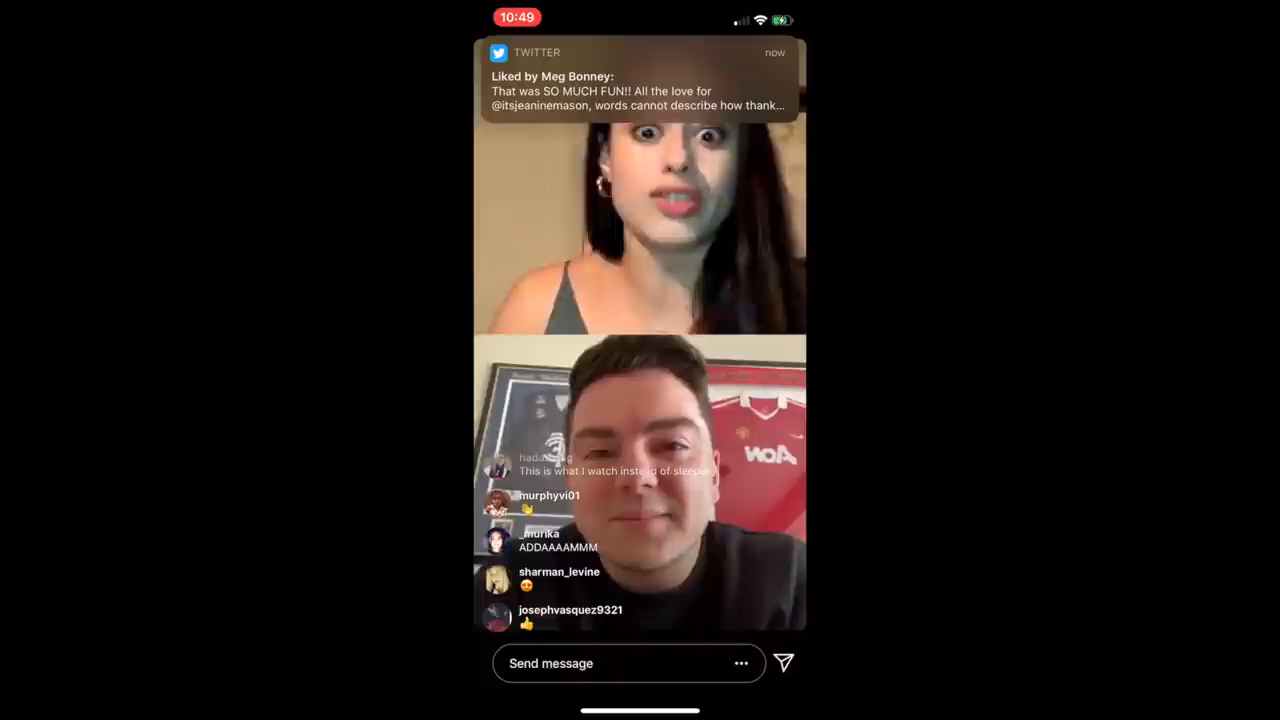 10:49
TWITTER
now
Liked by Meg Bonney:
That was SO MUCH FUN!! All the love for
@itsjeaninemason, words cannot describe how thank...
This is what I watch instead of sleepin
murphyvi01
👋
_murika
ADDAAAAMMM
sharman_levine
😍
josephvasquez9321
👍
Send message